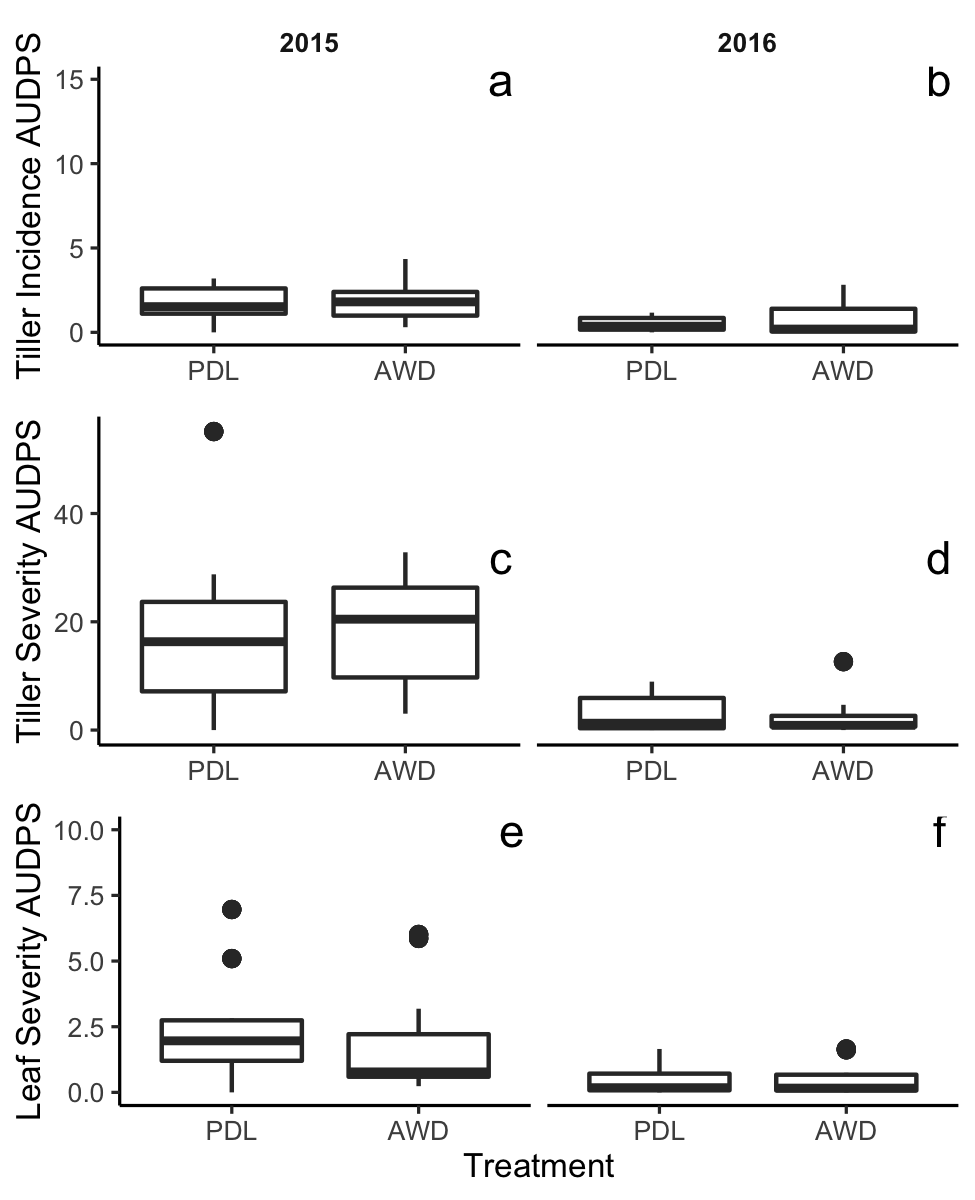 2015 2016
Tiller Incidence AUDPS
a b
15
10
5
0
PDL AWD PDL AWD
Tiller Severity AUDPS
c d
40
20
0
PDL AWD PDL AWD
Leaf Severity AUDPS
e f
10.0
7.5
5.0
2.5
0.0
PDL AWD PDL AWD
Treatment